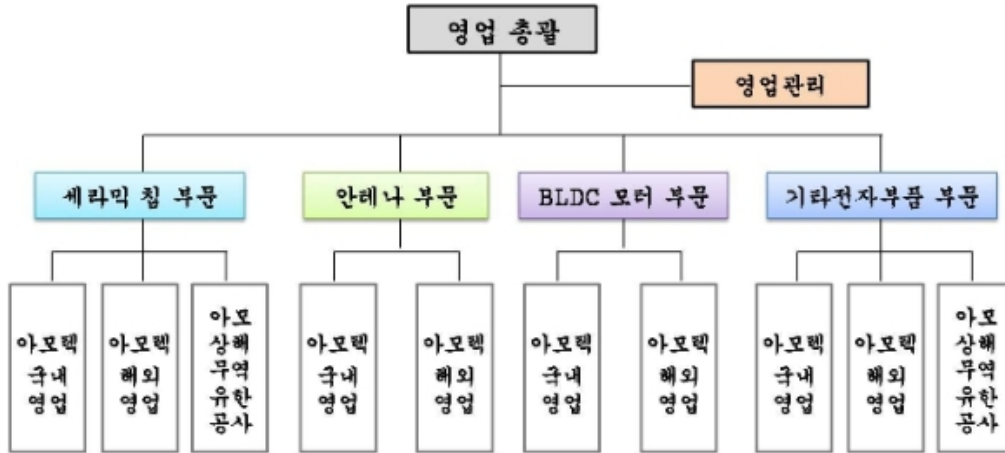 영업 총괄
영업관리
세라믹 칩 부문
안테나 부문
BLDC 모터 부문
기타전자부품 부문
아모텍
국내
영업
아모텍
해외
영업
아모
상해
무역
유한
공사
아모텍
국내
영업
아모텍
해외
영업
아모텍
국내
영업
아모텍
해외
영업
아모텍
국내
영업
아모텍
해외
영업
아모
상해
무역
유한
공사